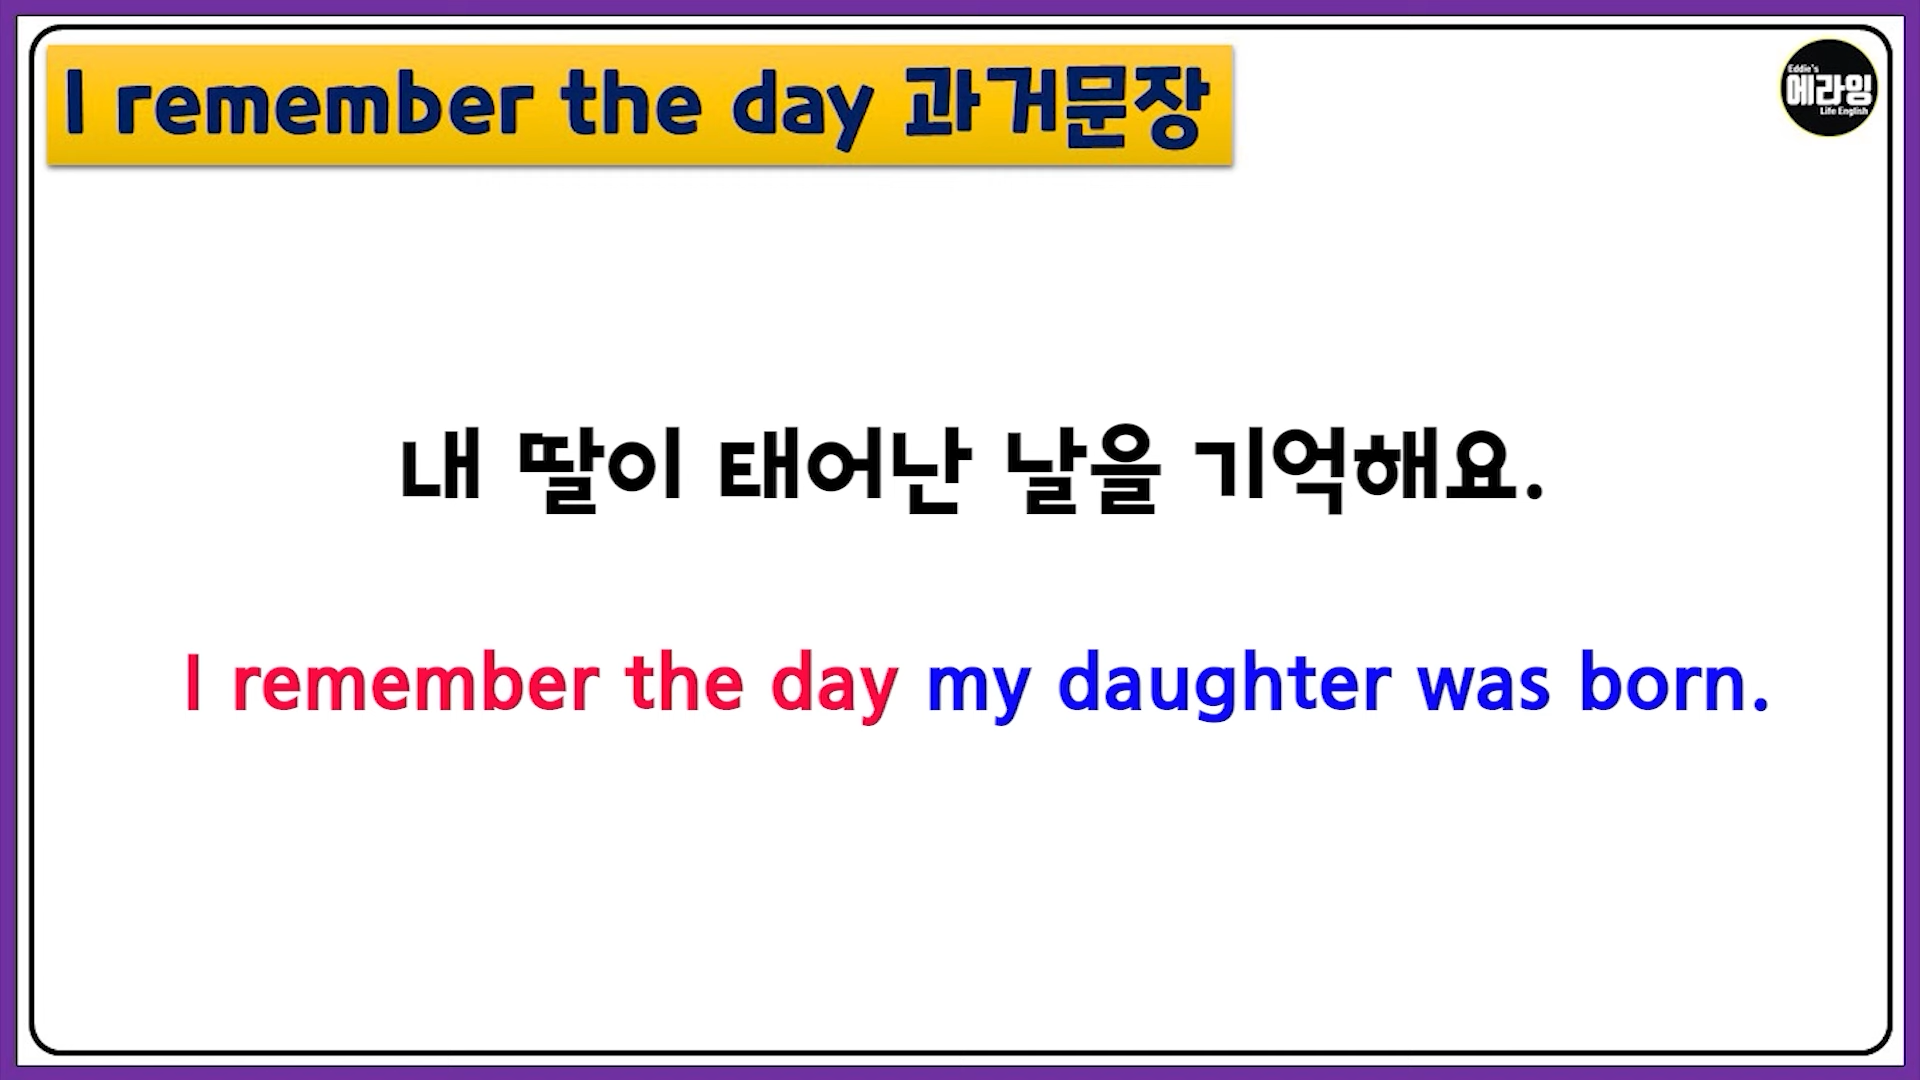 I remember the day 과거문장
Eddie's
에라잉
Life English
내 딸이 태어난 날을 기억해요.
I remember the day my daughter was born.